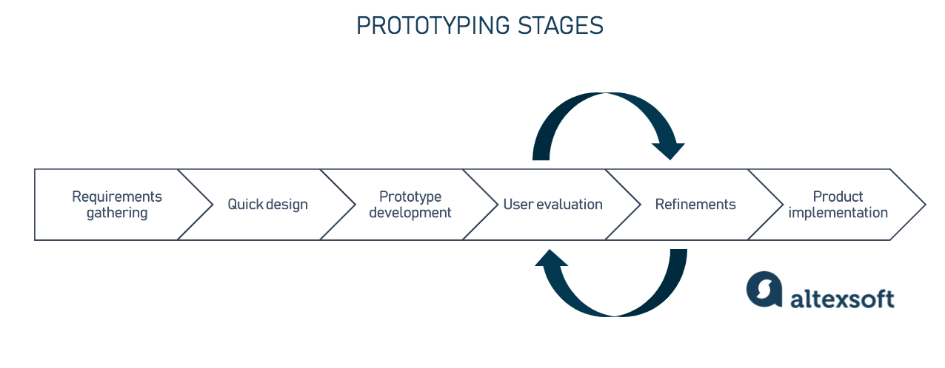 PROTOTYPING STAGES
Requirements
gathering
Quick design
Prototype
development
User evaluation
Refinements
Product
implementation
altexsoft